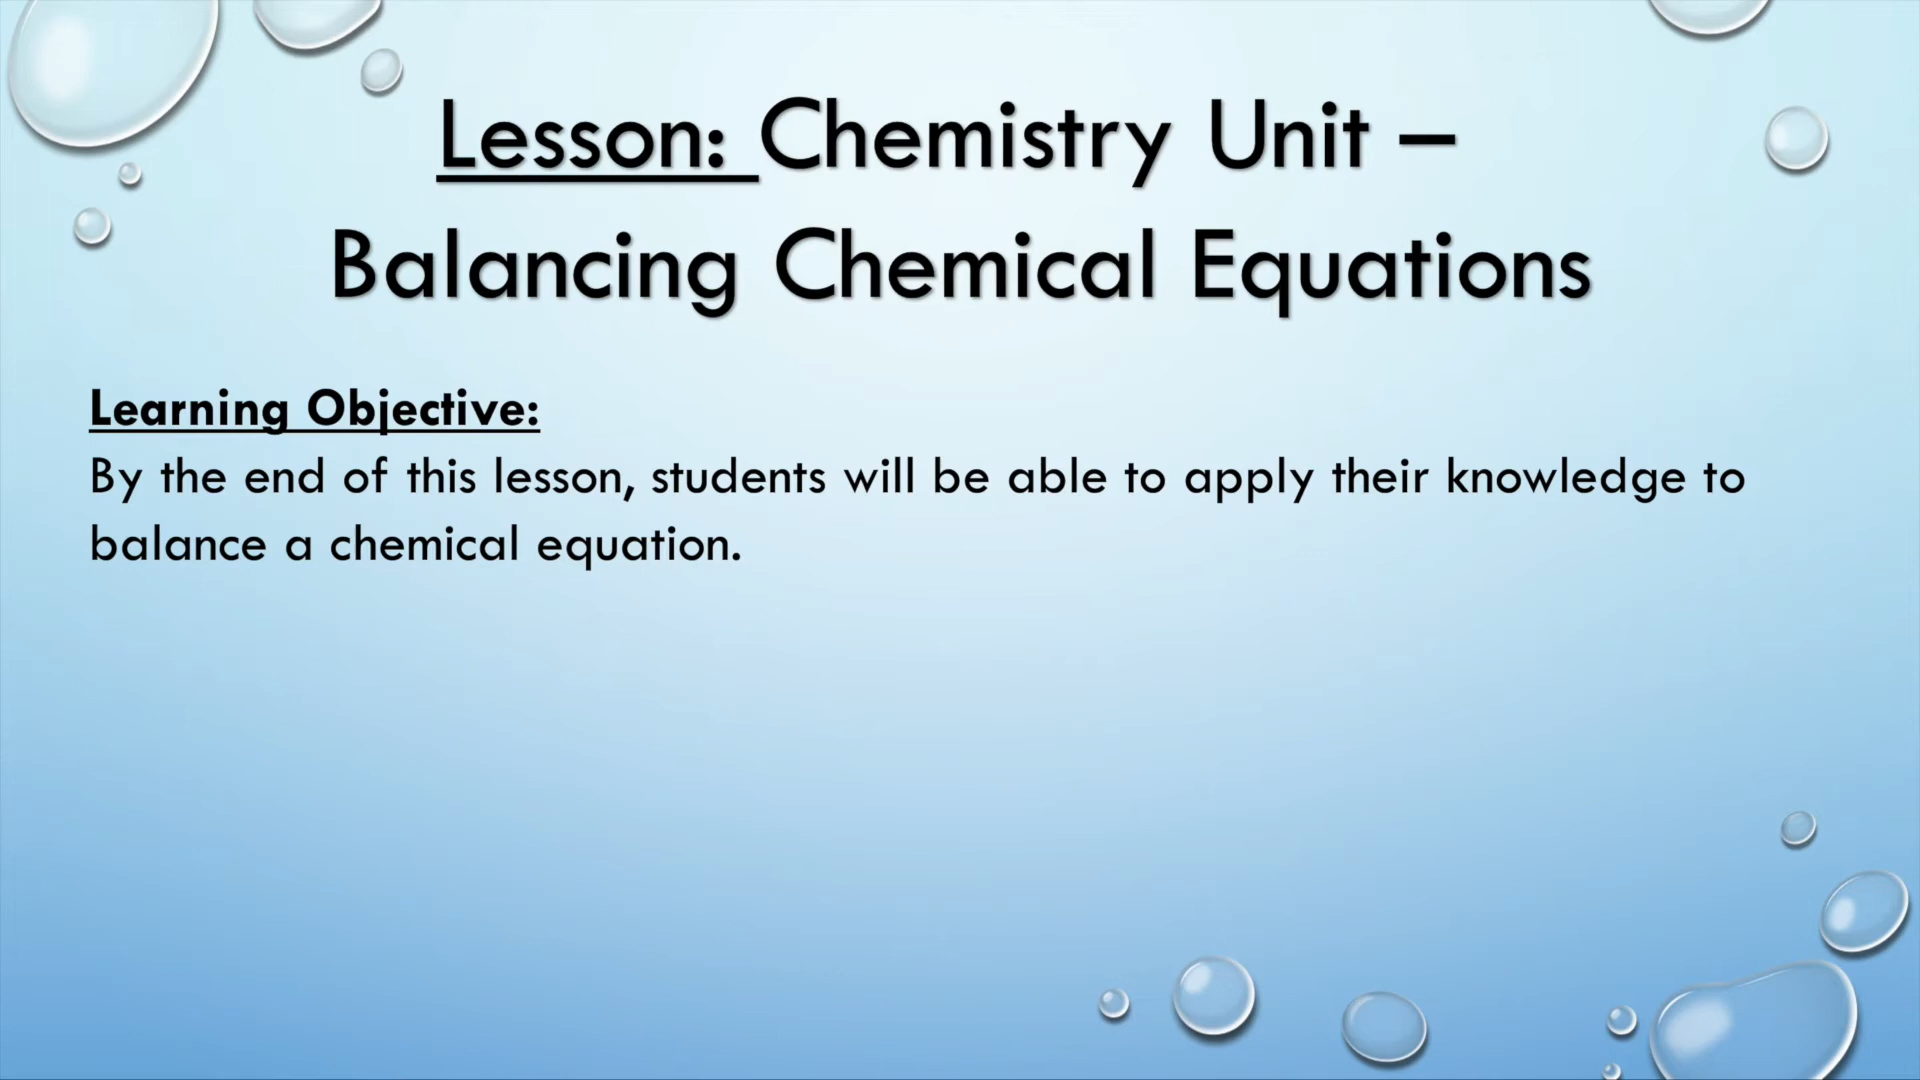 Lesson: Chemistry Unit –
Balancing Chemical Equations
Learning Objective:
By the end of this lesson, students will be able to apply their knowledge to
balance a chemical equation.